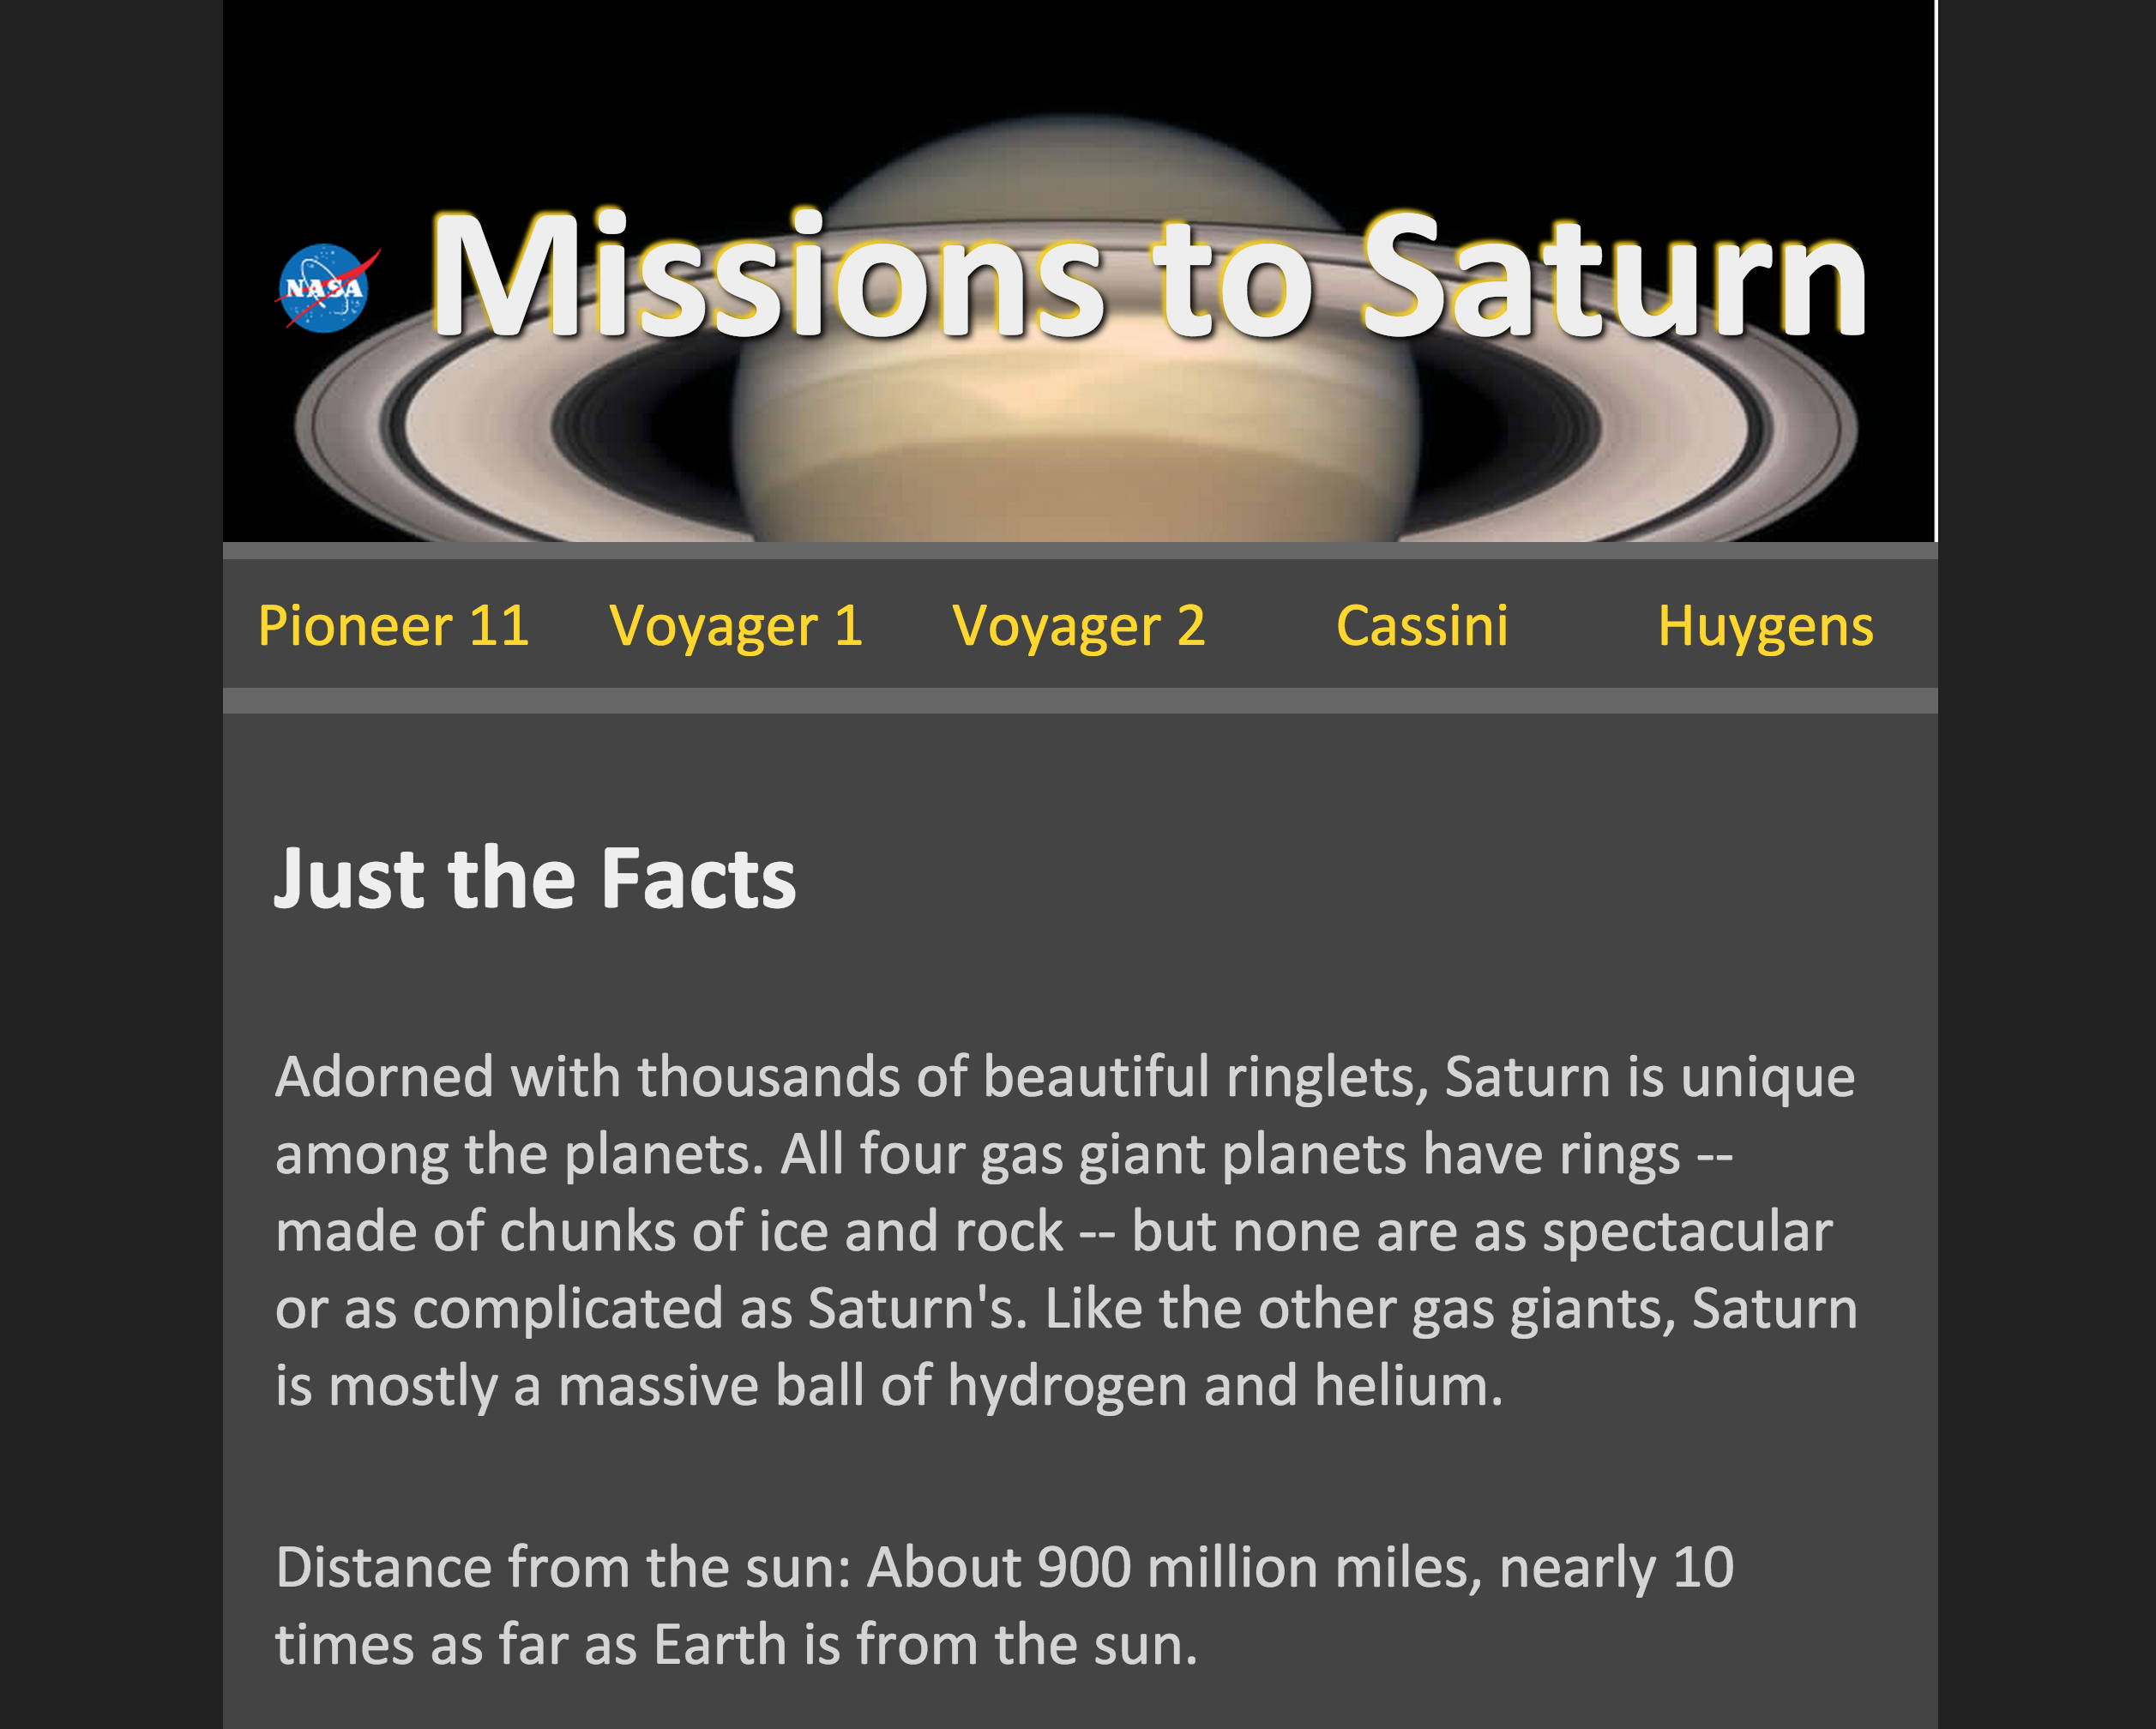 NASA
Missions to Saturn
Pioneer 11 Voyager 1 Voyager 2 Cassini Huygens
Just the Facts
Adorned with thousands of beautiful ringlets, Saturn is unique
among the planets. All four gas giant planets have rings --
made of chunks of ice and rock -- but none are as spectacular
or as complicated as Saturn's. Like the other gas giants, Saturn
is mostly a massive ball of hydrogen and helium.
Distance from the sun: About 900 million miles, nearly 10
times as far as Earth is from the sun.